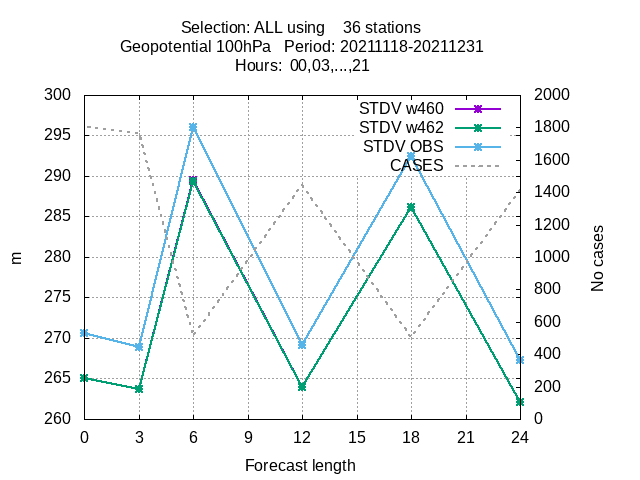 Selection: ALL using    36 stations
Geopotential 100hPa   Period: 20211118-20211231
Hours:  00,03,...,21
300
295
290
285
280
275
270
265
260
m
STDV w460
STDV w462
STDV OBS
CASES
2000
1800
1600
1400
1200
1000
800
600
400
200
0
No cases
0 3 6 9 12 15 18 21 24
Forecast length